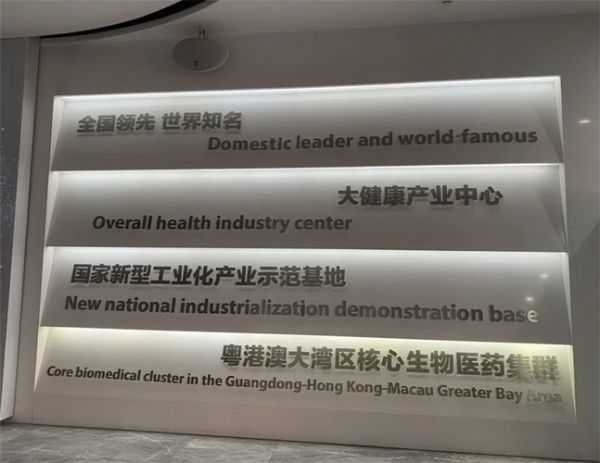 全国领先 世界知名
Domestic leader and world-famous
大健康产业中心
Overall health industry center
国家新型工业化产业示范基地
New national industrialization demonstration base
粤港澳大湾区核心生物医药集群
Core biomedical cluster in the Guangdong-Hong Kong-Macau Greater Bay Area